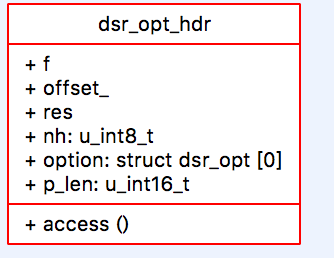 dsr_opt_hdr
+ f
+ offset_
+ res
+ nh: u_int8_t
+ option: struct dsr_opt [0]
+ p_len: u_int16_t
+ access ()